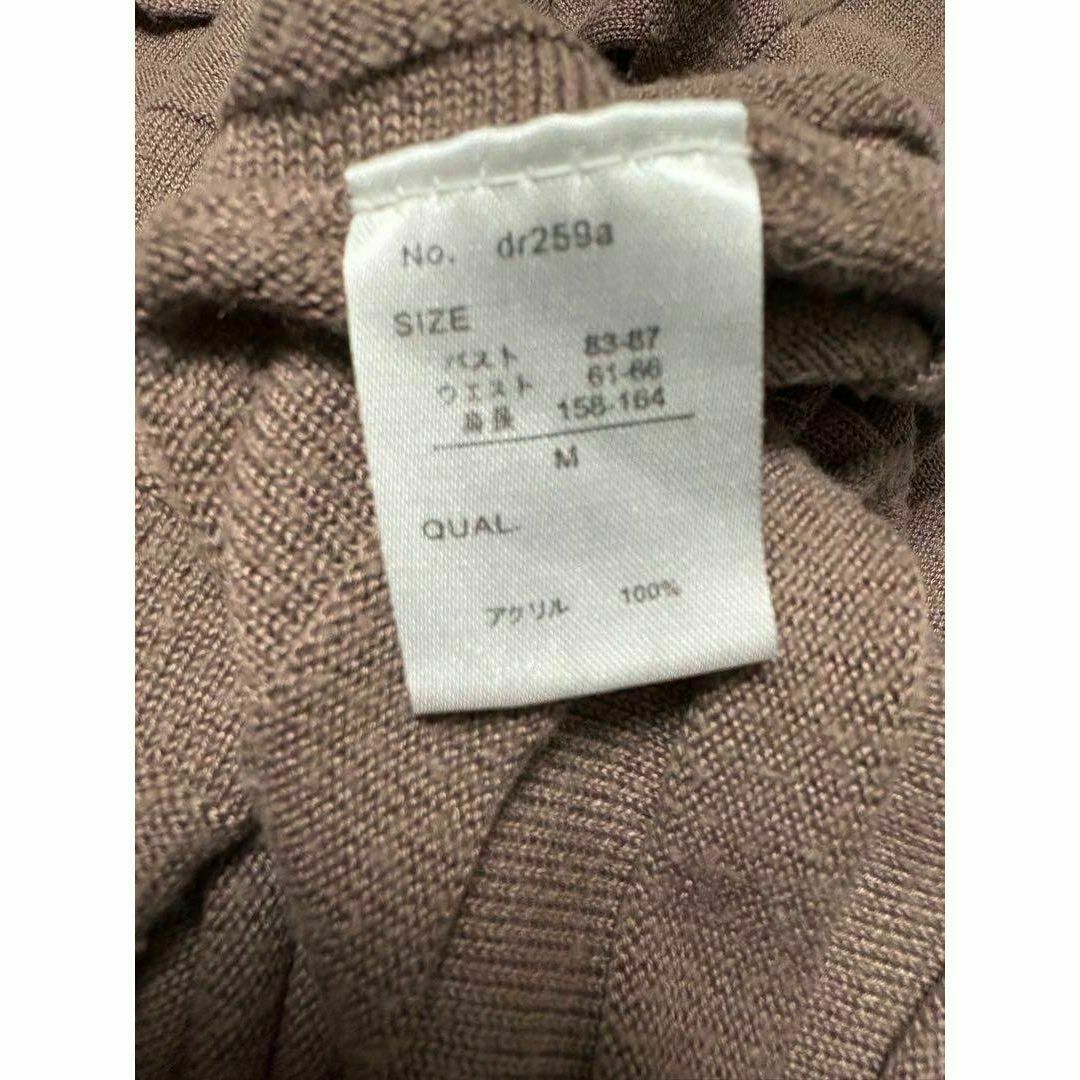 No. dr259a
SIZE
バスト 83-87
ウエスト 61-66
身長 158-164
M
QUAL.
アクリル 100%